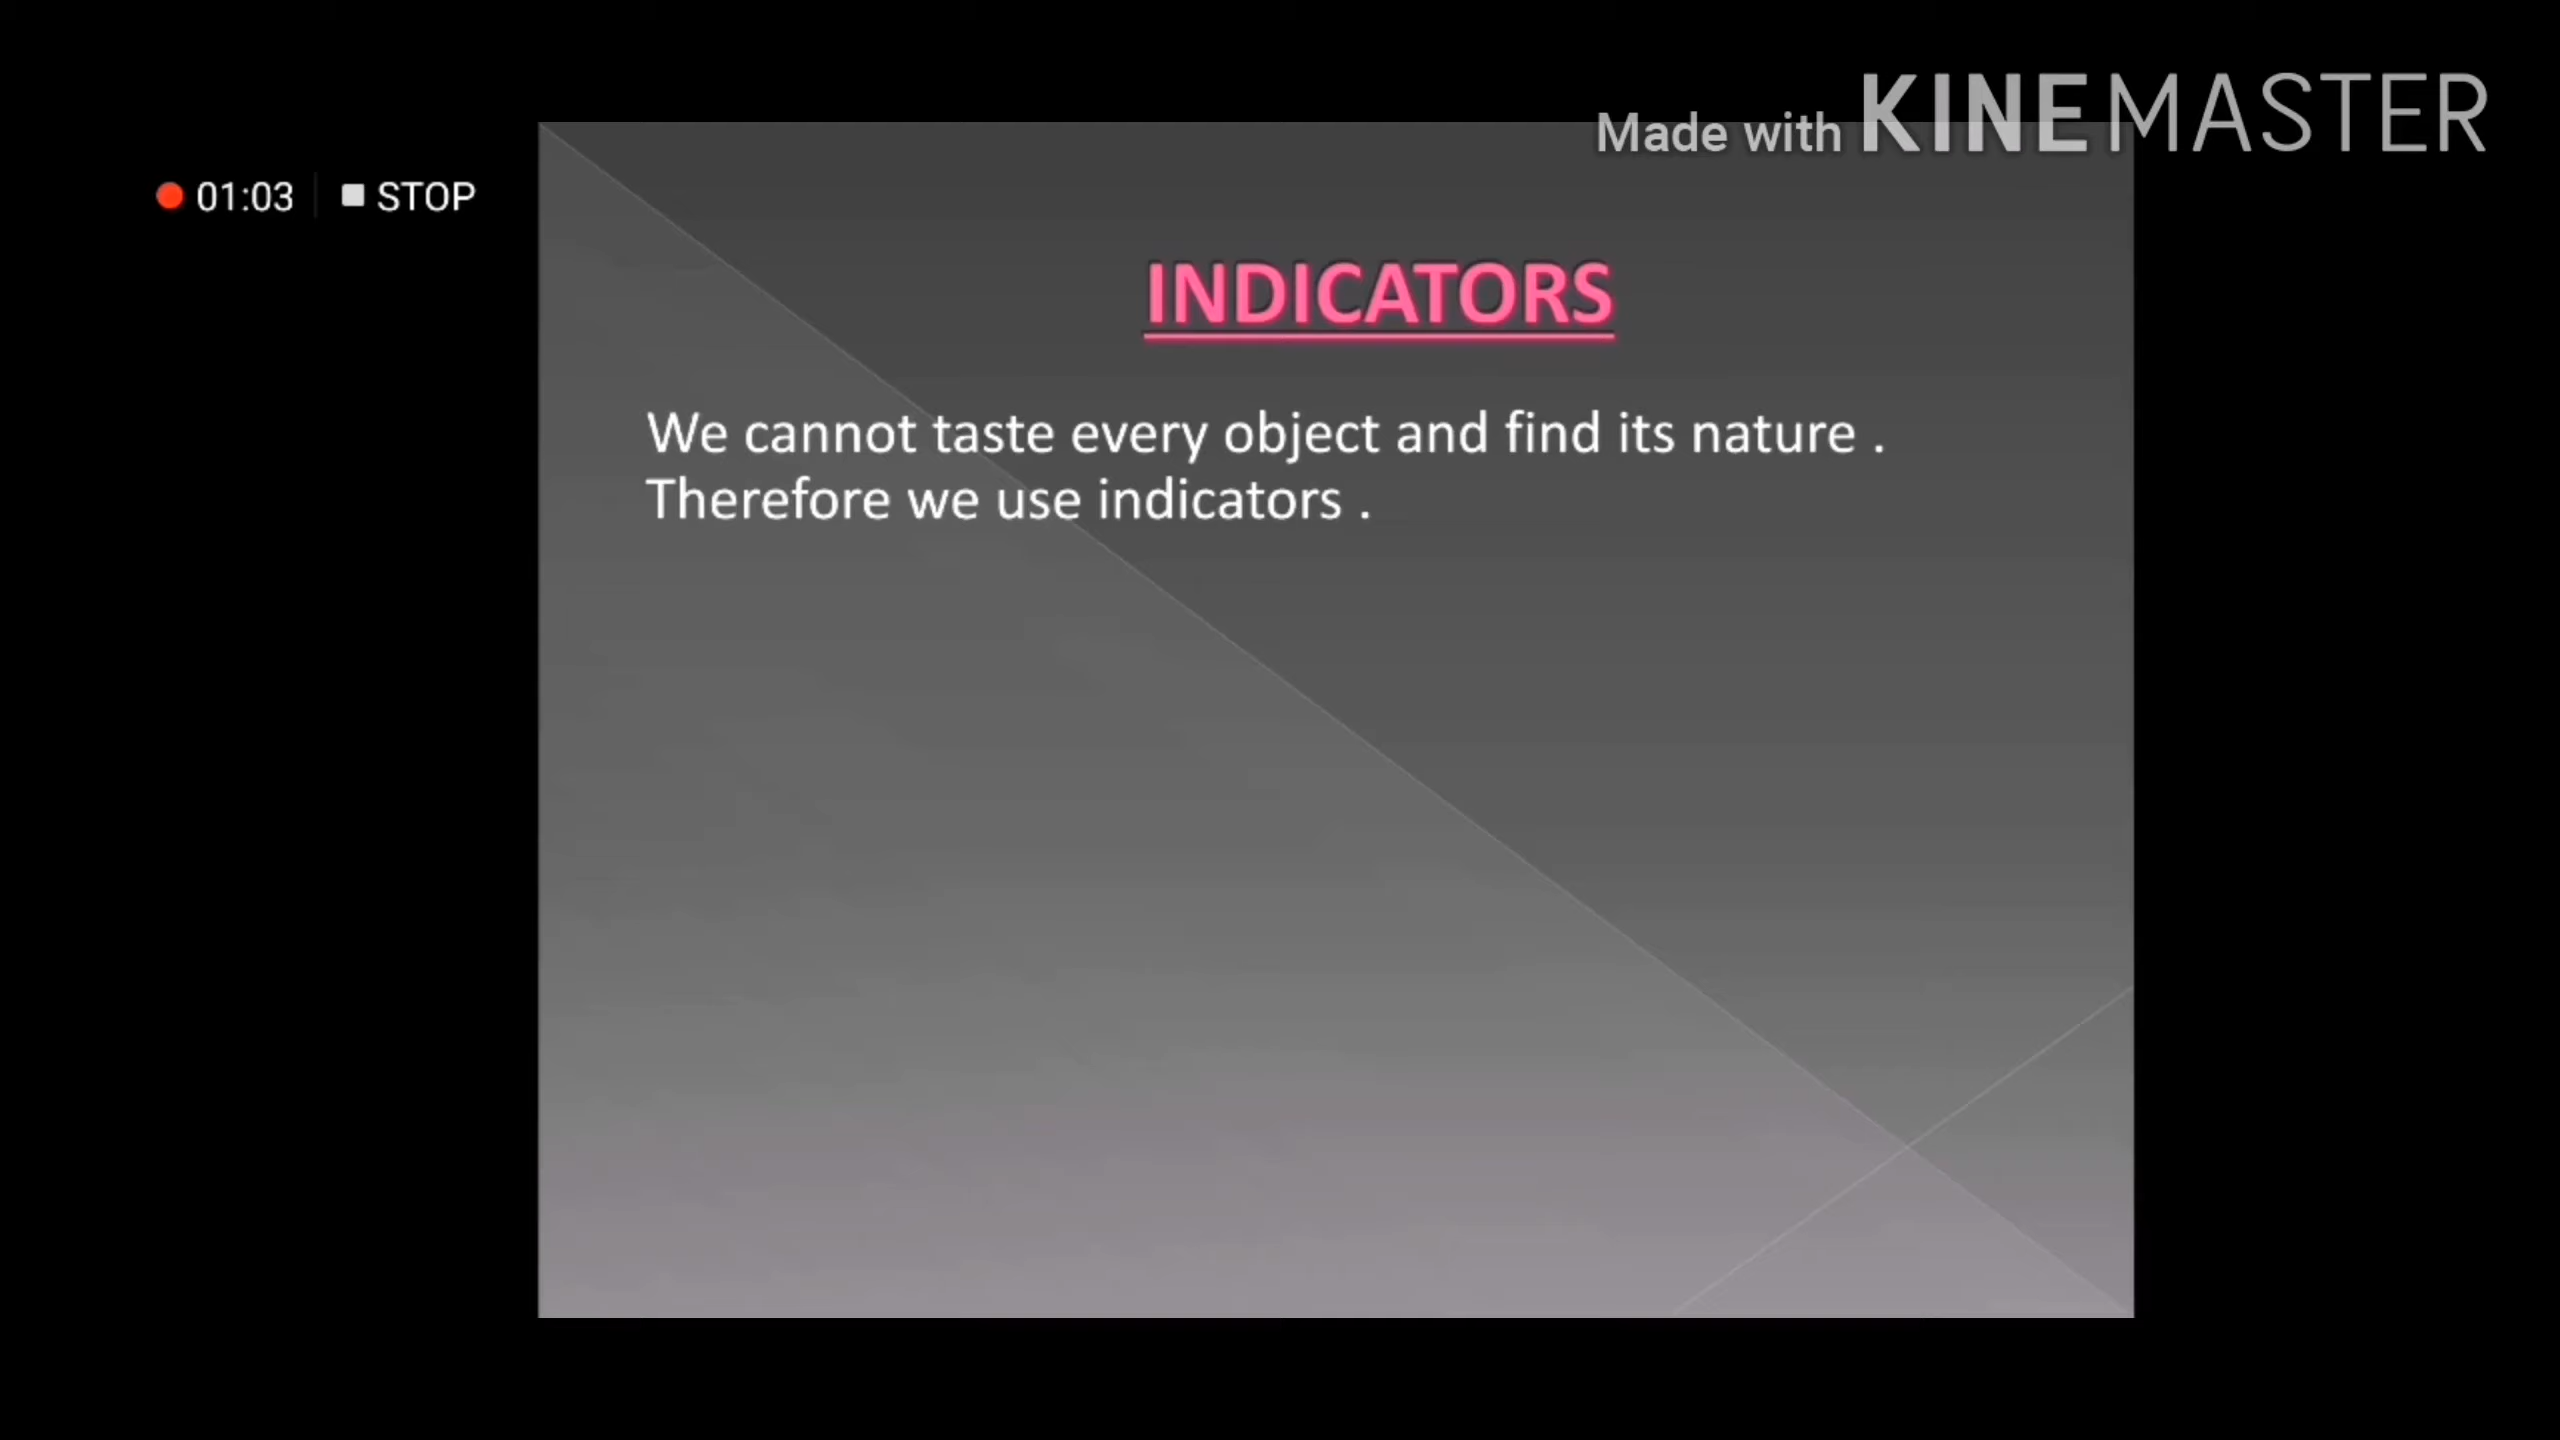 Made with KINEMASTER
01:03 STOP
INDICATORS
We cannot taste every object and find its nature .
Therefore we use indicators .